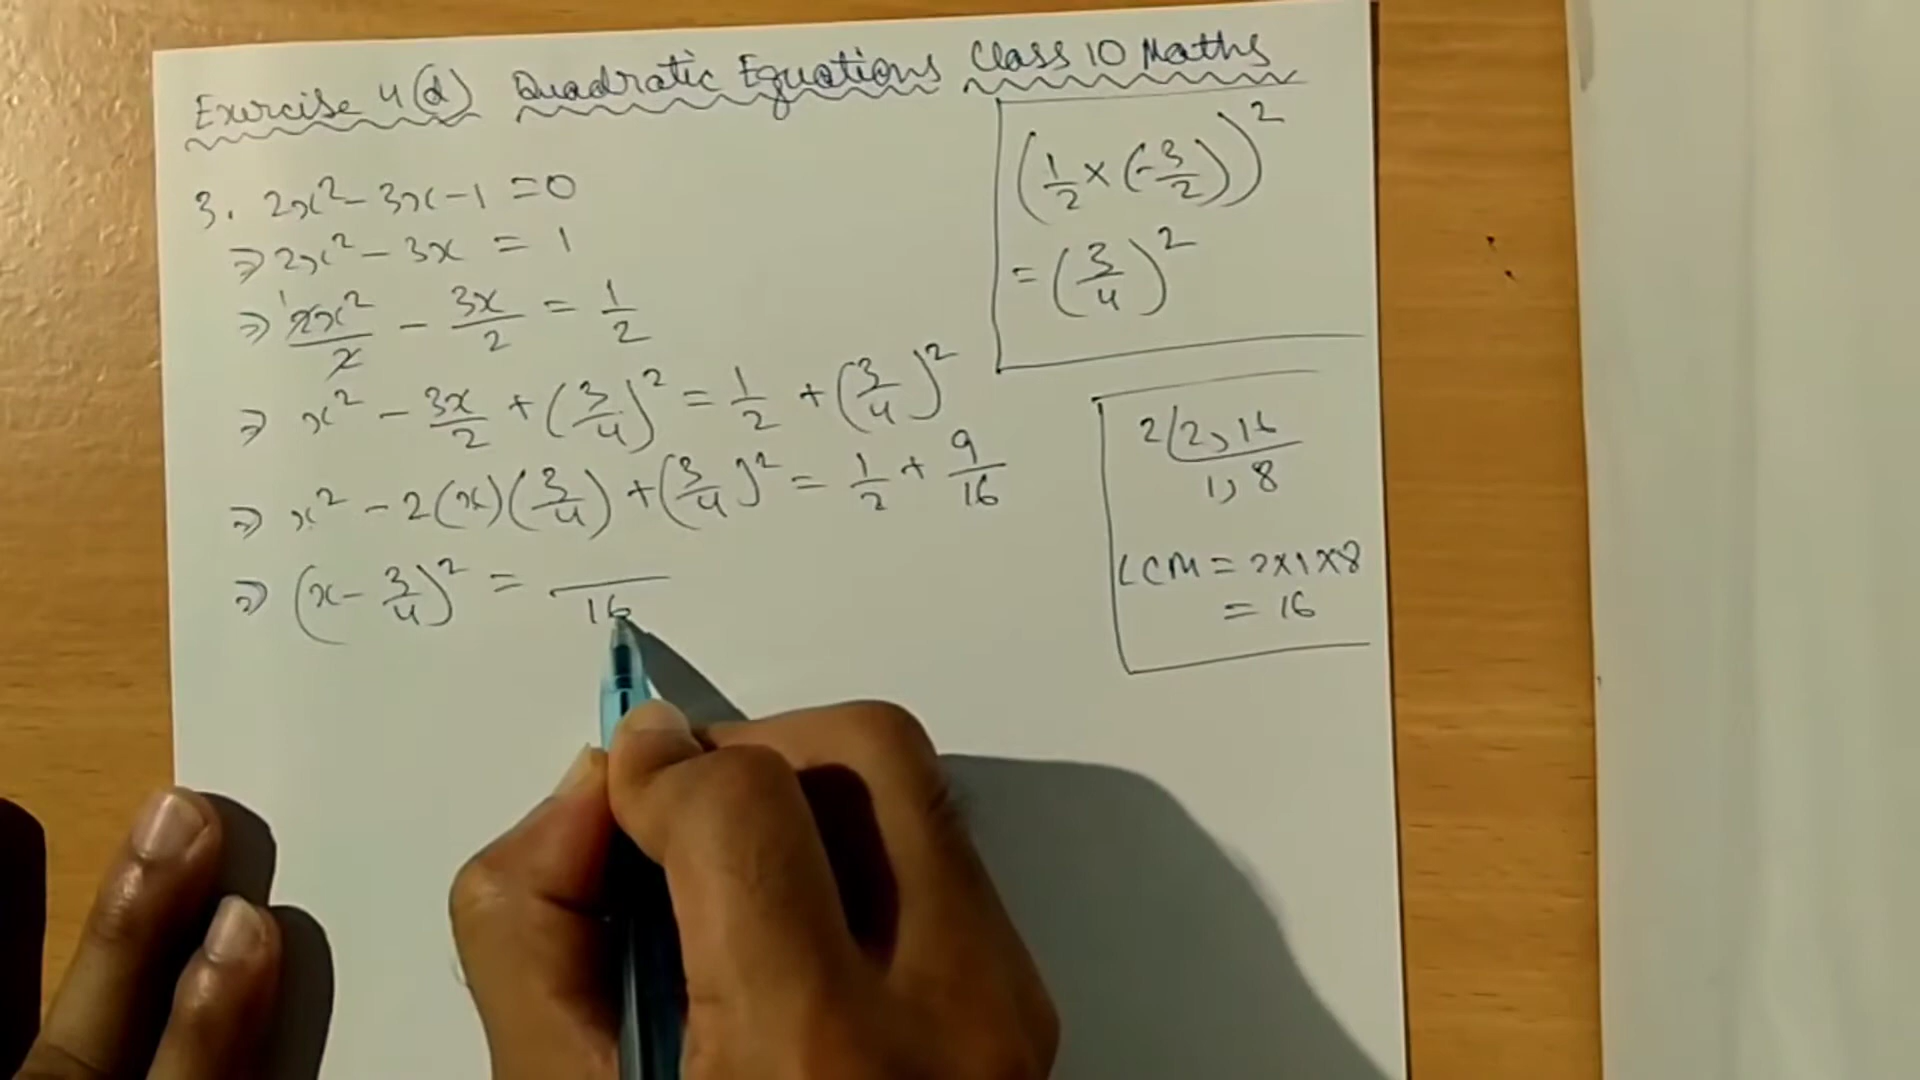 Exercise 4(d) Quadratic Equations Class 10 Maths
3. 2x² - 3x - 1 = 0
⇒ 2x² - 3x = 1
⇒ 2x²/2 - 3x/2 = 1/2
⇒ x² - 3x/2 + (3/4)² = 1/2 + (3/4)²
⇒ x² - 2(x)(3/4) + (3/4)² = 1/2 + 9/16
⇒ (x - 3/4)² = /16
(1/2 × (-3/2))²
= (3/4)²
2 | 2, 16
1, 8
LCM = 2×1×8
= 16